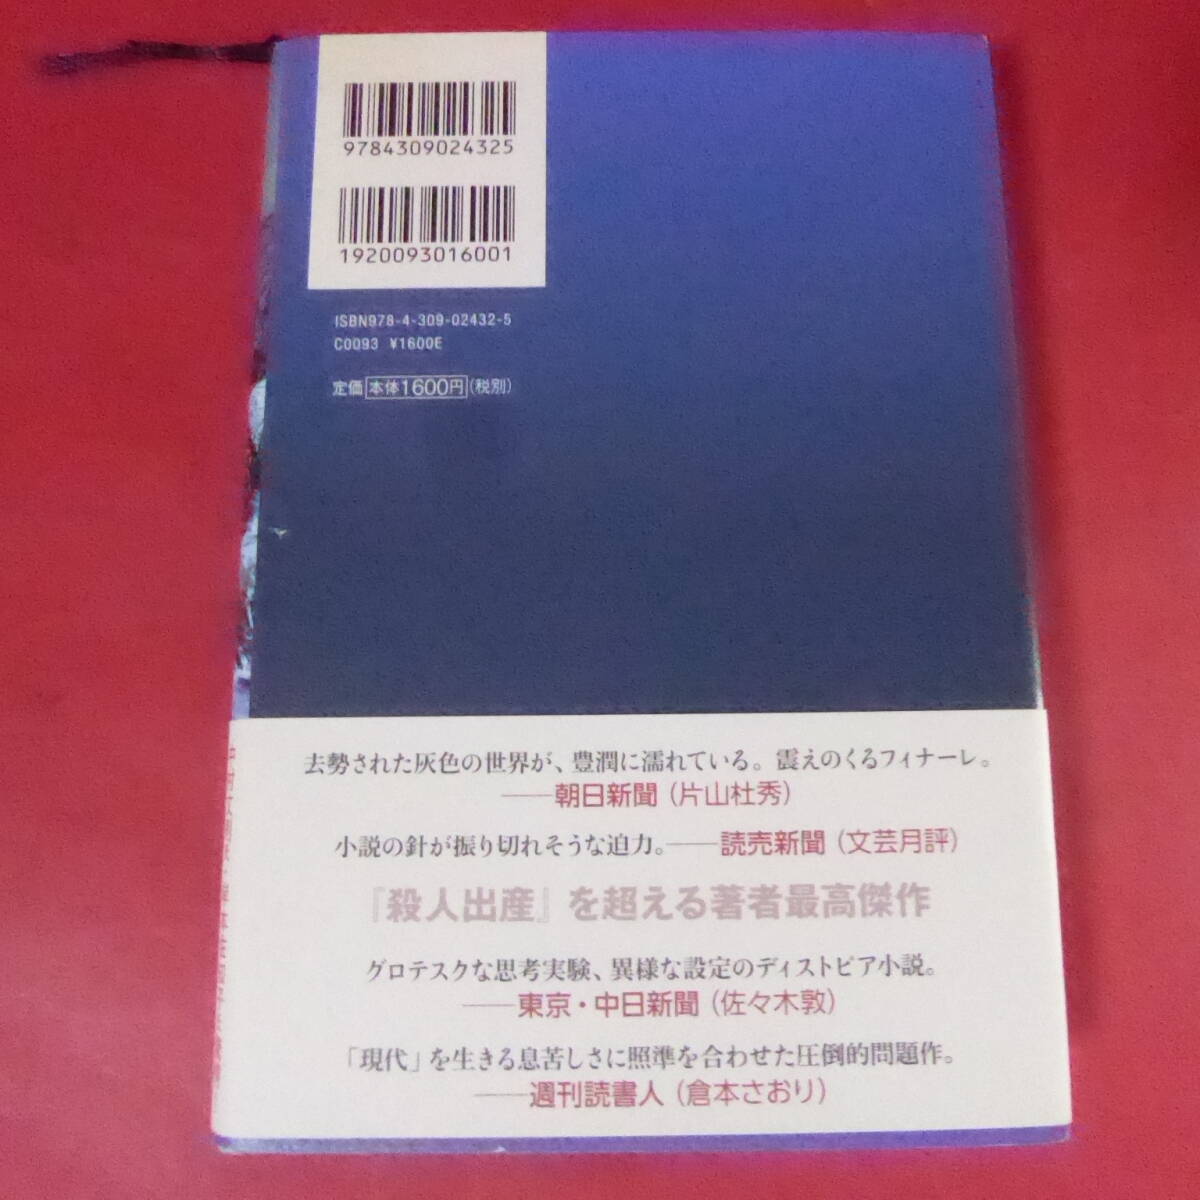 9784309024325
1920093016001
ISBN978-4-309-02432-5
C0093 ¥1600E
定価 本体1600円(税別)
去勢された灰色の世界が、豊潤に濡れている。震えのくるフィナーレ。
──朝日新聞(片山杜秀)
小説の針が振り切れそうな迫力。──読売新聞(文芸月評)
『殺人出産』を超える著者最高傑作
グロテスクな思考実験、異様な設定のディストピア小説。
──東京・中日新聞(佐々木敦)
「現代」を生きる息苦しさに照準を合わせた圧倒的問題作。
──週刊読書人(倉本さおり)